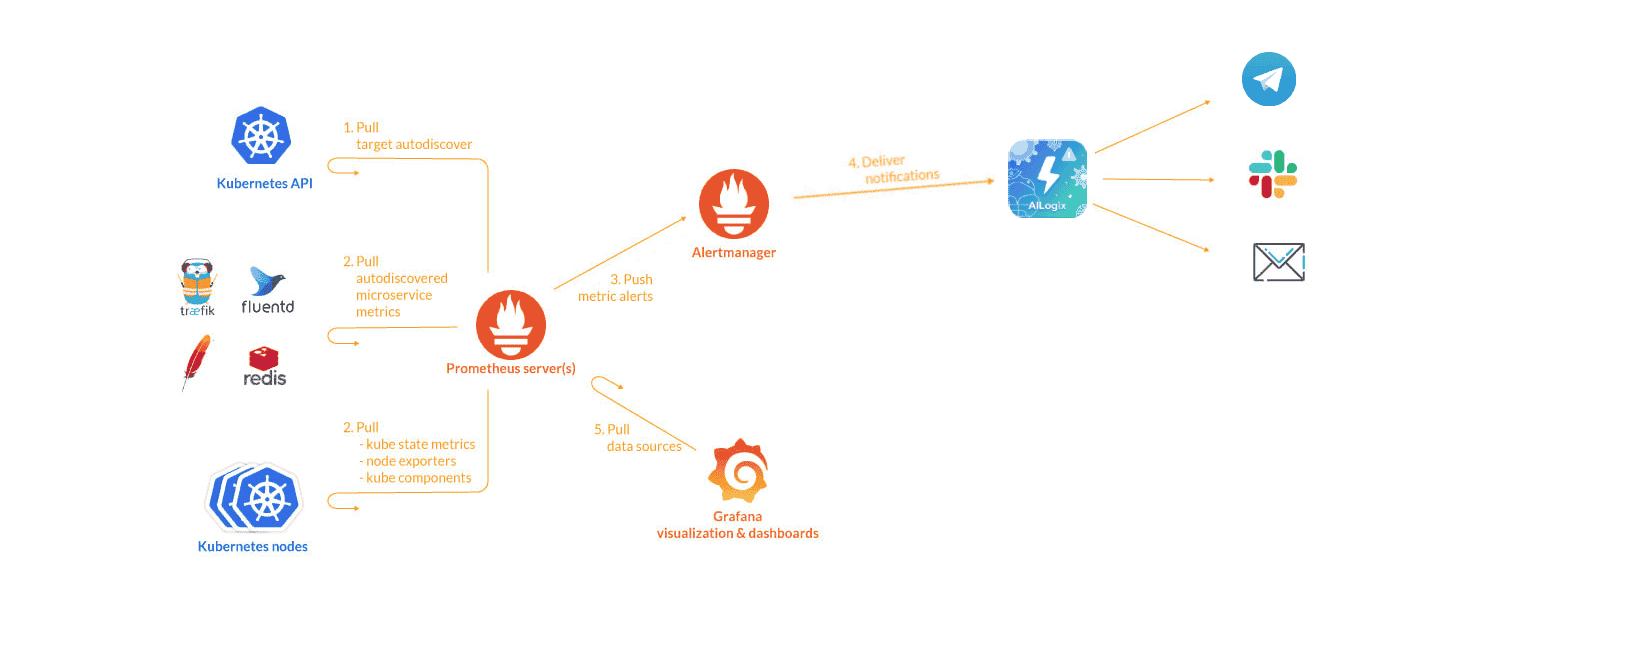 1. Pull
target autodiscover
Kubernetes API
2. Pull
autodiscovered
microservice
metrics
træfik
fluentd
redis
Prometheus server(s)
3. Push
metric alerts
Alertmanager
4. Deliver
notifications
AILogix
2. Pull
- kube state metrics
- node exporters
- kube components
Kubernetes nodes
5. Pull
data sources
Grafana
visualization & dashboards